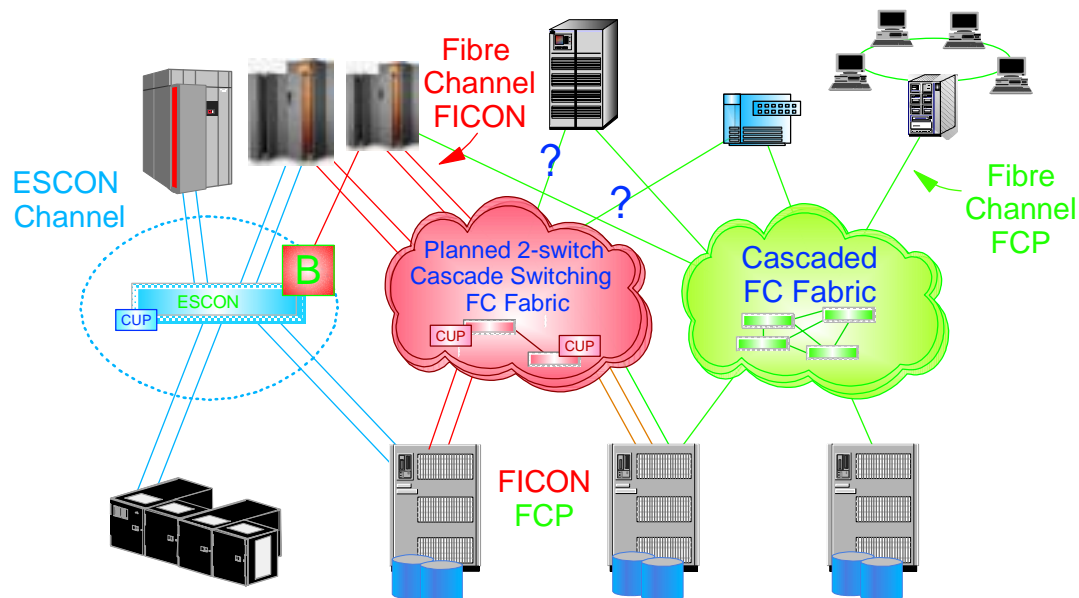 Fibre
Channel
FICON
ESCON
Channel
?
?
Fibre
Channel
FCP
B
ESCON
CUP
Planned 2-switch
Cascade Switching
FC Fabric
CUP
CUP
Cascaded
FC Fabric
FICON
FCP